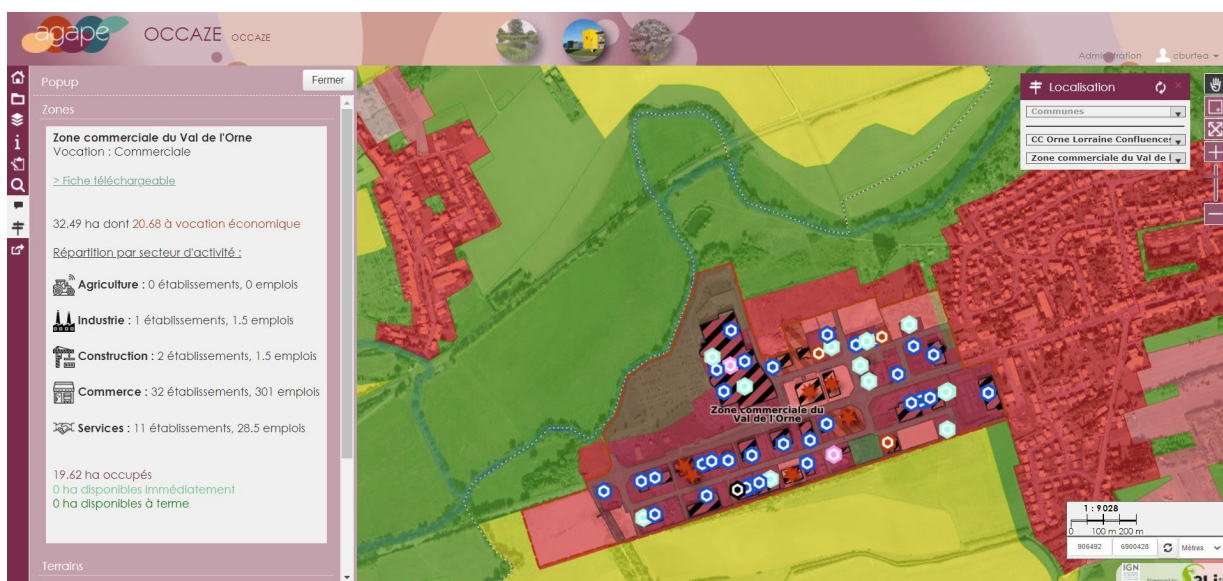 agape
OCCAZE OCCAZE
Administration
cburtea
Popup
Fermer
Zones
Zone commerciale du Val de l'Orne
Vocation : Commerciale
> Fiche téléchargeable
32.49 ha dont 20.68 à vocation économique
Répartition par secteur d'activité :
Agriculture : 0 établissements, 0 emplois
Industrie : 1 établissements, 1.5 emplois
Construction : 2 établissements, 1.5 emplois
Commerce : 32 établissements, 301 emplois
Services : 11 établissements, 28.5 emplois
19.62 ha occupés
0 ha disponibles immédiatement
0 ha disponibles à terme
Terrains
Zone commerciale du
Val de l'Orne
Localisation
Communes
CC Orne Lorraine Confluences
Zone commerciale du Val de l
1 : 9 028
0 100 m 200 m
906492 6900428 Mètres
IGN